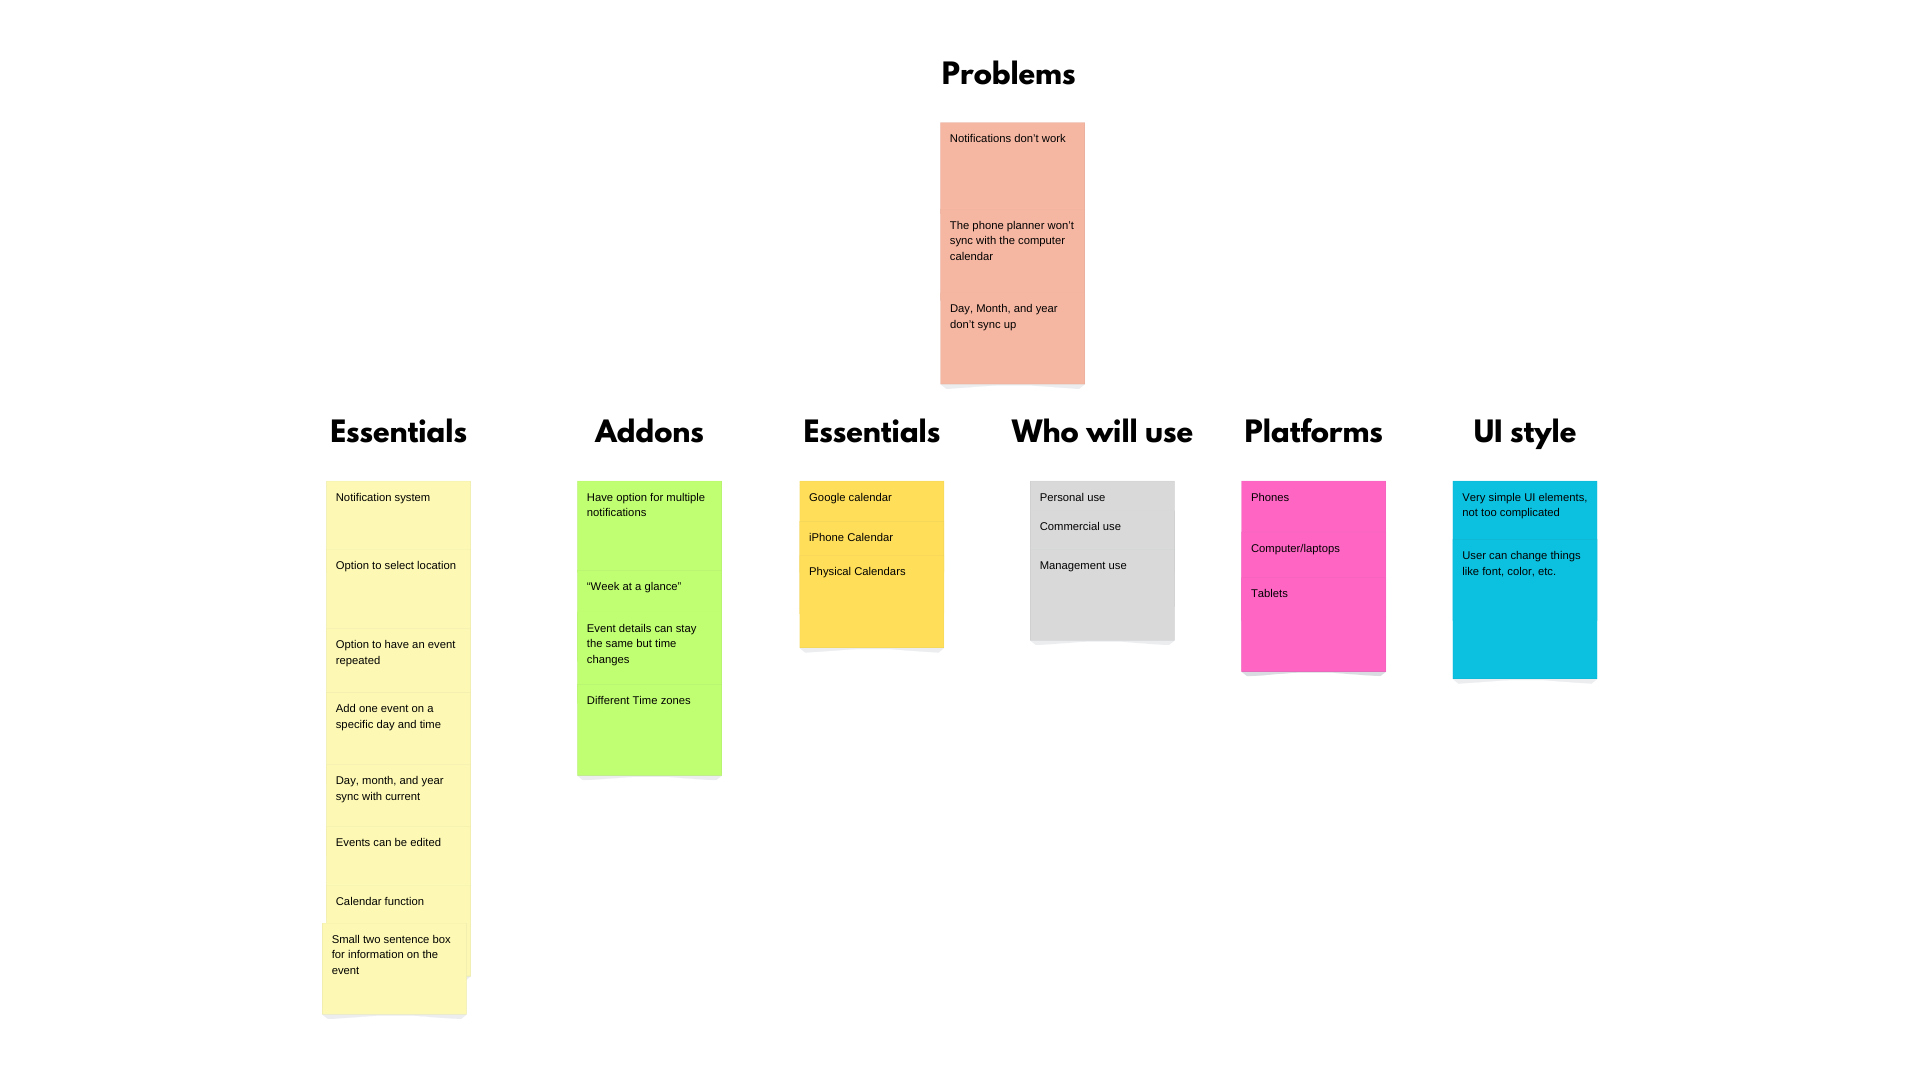 Problems
Notifications don’t work
The phone planner won’t
sync with the computer
calendar
Day, Month, and year
don’t sync up
Essentials
Notification system
Option to select location
Option to have an event
repeated
Add one event on a
specific day and time
Day, month, and year
sync with current
Events can be edited
Calendar function
Small two sentence box
for information on the
event
Addons
Have option for multiple
notifications
“Week at a glance”
Event details can stay
the same but time
changes
Different Time zones
Essentials
Google calendar
iPhone Calendar
Physical Calendars
Who will use
Personal use
Commercial use
Management use
Platforms
Phones
Computer/laptops
Tablets
UI style
Very simple UI elements,
not too complicated
User can change things
like font, color, etc.